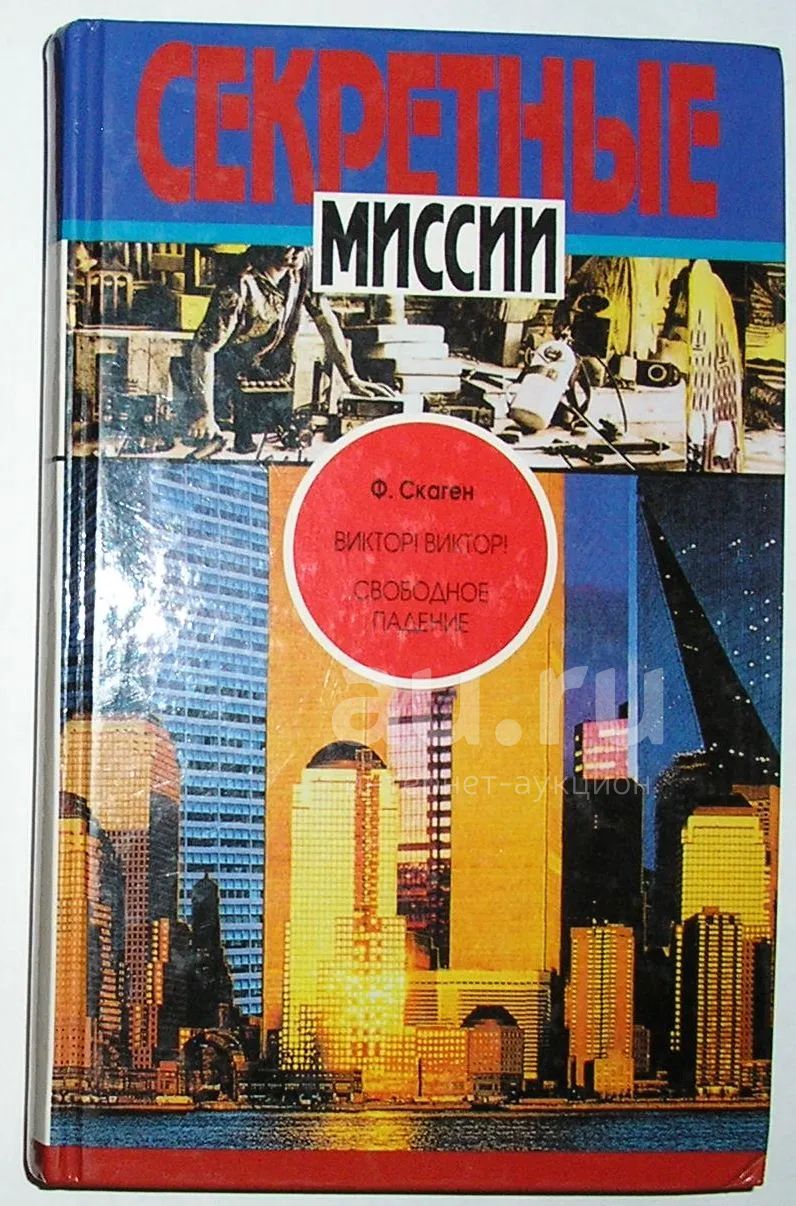 СЕКРЕТНЫЕ
МИССИИ
Ф. Скаген
ВИКТОР! ВИКТОР!
СВОБОДНОЕ
ПАДЕНИЕ
au.ru
интернет-аукцион